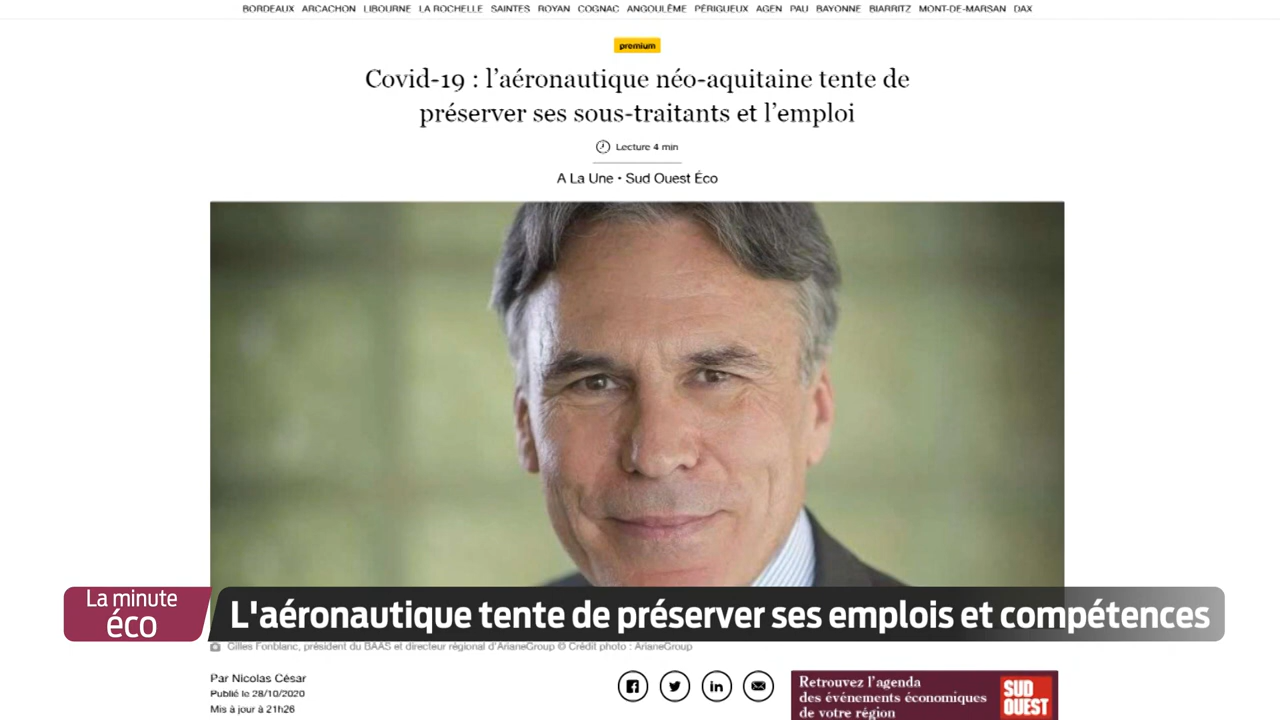 BORDEAUX ARCACHON LIBOURNE LA ROCHELLE SAINTES ROYAN COGNAC ANGOULÊME PÉRIGUEUX AGEN PAU BAYONNE BIARRITZ MONT-DE-MARSAN DAX
premium
Covid-19 : l’aéronautique néo-aquitaine tente de
préserver ses sous-traitants et l’emploi
Lecture 4 min
A La Une • Sud Ouest Éco
La minute
éco
L'aéronautique tente de préserver ses emplois et compétences
Gilles Fonblanc, président du BAAS et directeur régional d'ArianeGroup © Crédit photo : ArianeGroup
Par Nicolas César
Publié le 28/10/2020
Mis à jour à 21h26
Retrouvez l’agenda
des événements économiques
de votre région
SUD
OUEST